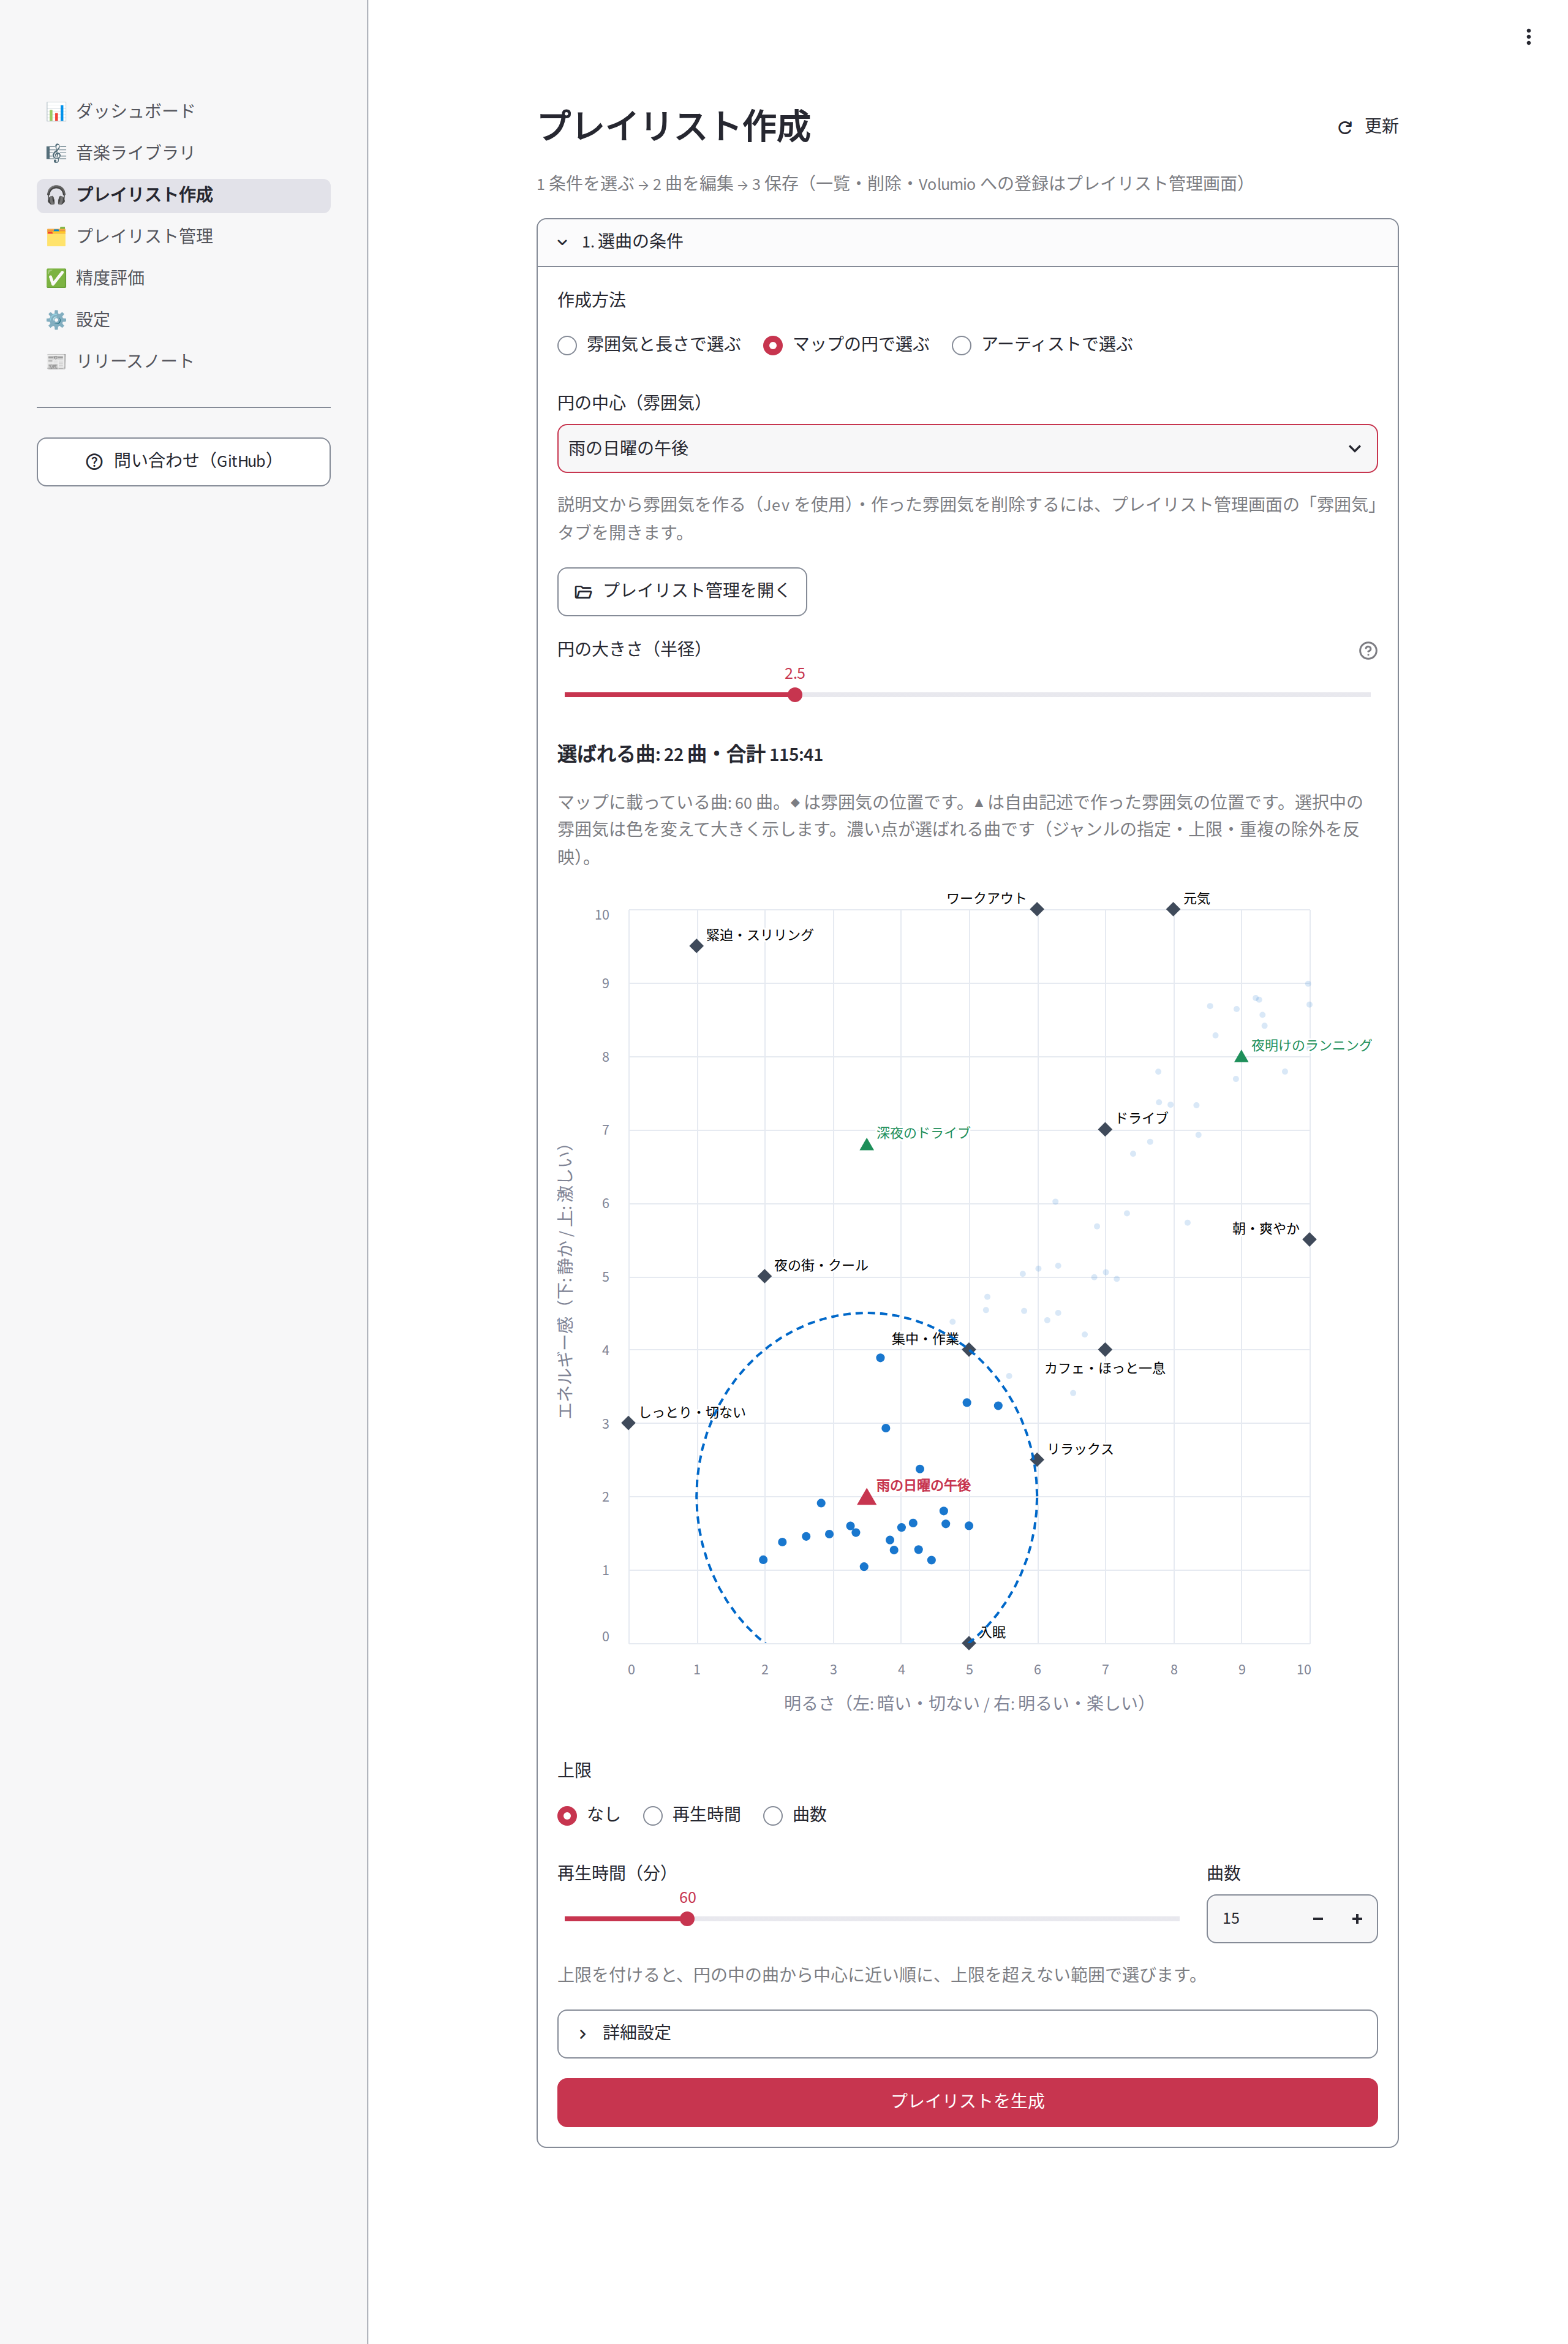 ダッシュボード
音楽ライブラリ
プレイリスト作成
プレイリスト管理
精度評価
設定
リリースノート
問い合わせ（GitHub）
プレイリスト作成
更新
1 条件を選ぶ → 2 曲を編集 → 3 保存（一覧・削除・Volumio への登録はプレイリスト管理画面）
1. 選曲の条件
作成方法
雰囲気と長さで選ぶ
マップの円で選ぶ
アーティストで選ぶ
円の中心（雰囲気）
雨の日曜の午後
説明文から雰囲気を作る（Jev を使用）・作った雰囲気を削除するには、プレイリスト管理画面の「雰囲気」
タブを開きます。
プレイリスト管理を開く
円の大きさ（半径）
2.5
選ばれる曲: 22 曲・合計 115:41
マップに載っている曲: 60 曲。◆ は雰囲気の位置です。▲ は自由記述で作った雰囲気の位置です。選択中の
雰囲気は色を変えて大きく示します。濃い点が選ばれる曲です（ジャンルの指定・上限・重複の除外を反
映）。
ワークアウト
元気
10
緊迫・スリリング
9
8
夜明けのランニング
7
深夜のドライブ
ドライブ
6
朝・爽やか
5
夜の街・クール
集中・作業
4
カフェ・ほっと一息
3
しっとり・切ない
リラックス
2
雨の日曜の午後
1
0
入眠
エネルギー感（下: 静か / 上: 激しい）
0 1 2 3 4 5 6 7 8 9 10
明るさ（左: 暗い・切ない / 右: 明るい・楽しい）
上限
なし
再生時間
曲数
再生時間（分）
60
曲数
15
上限を付けると、円の中の曲から中心に近い順に、上限を超えない範囲で選びます。
詳細設定
プレイリストを生成